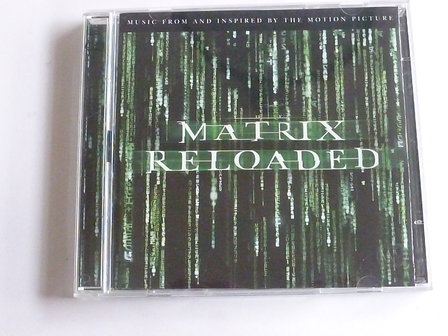 MUSIC FROM AND INSPIRED BY THE MOTION PICTURE
MATRIX
RELOADED